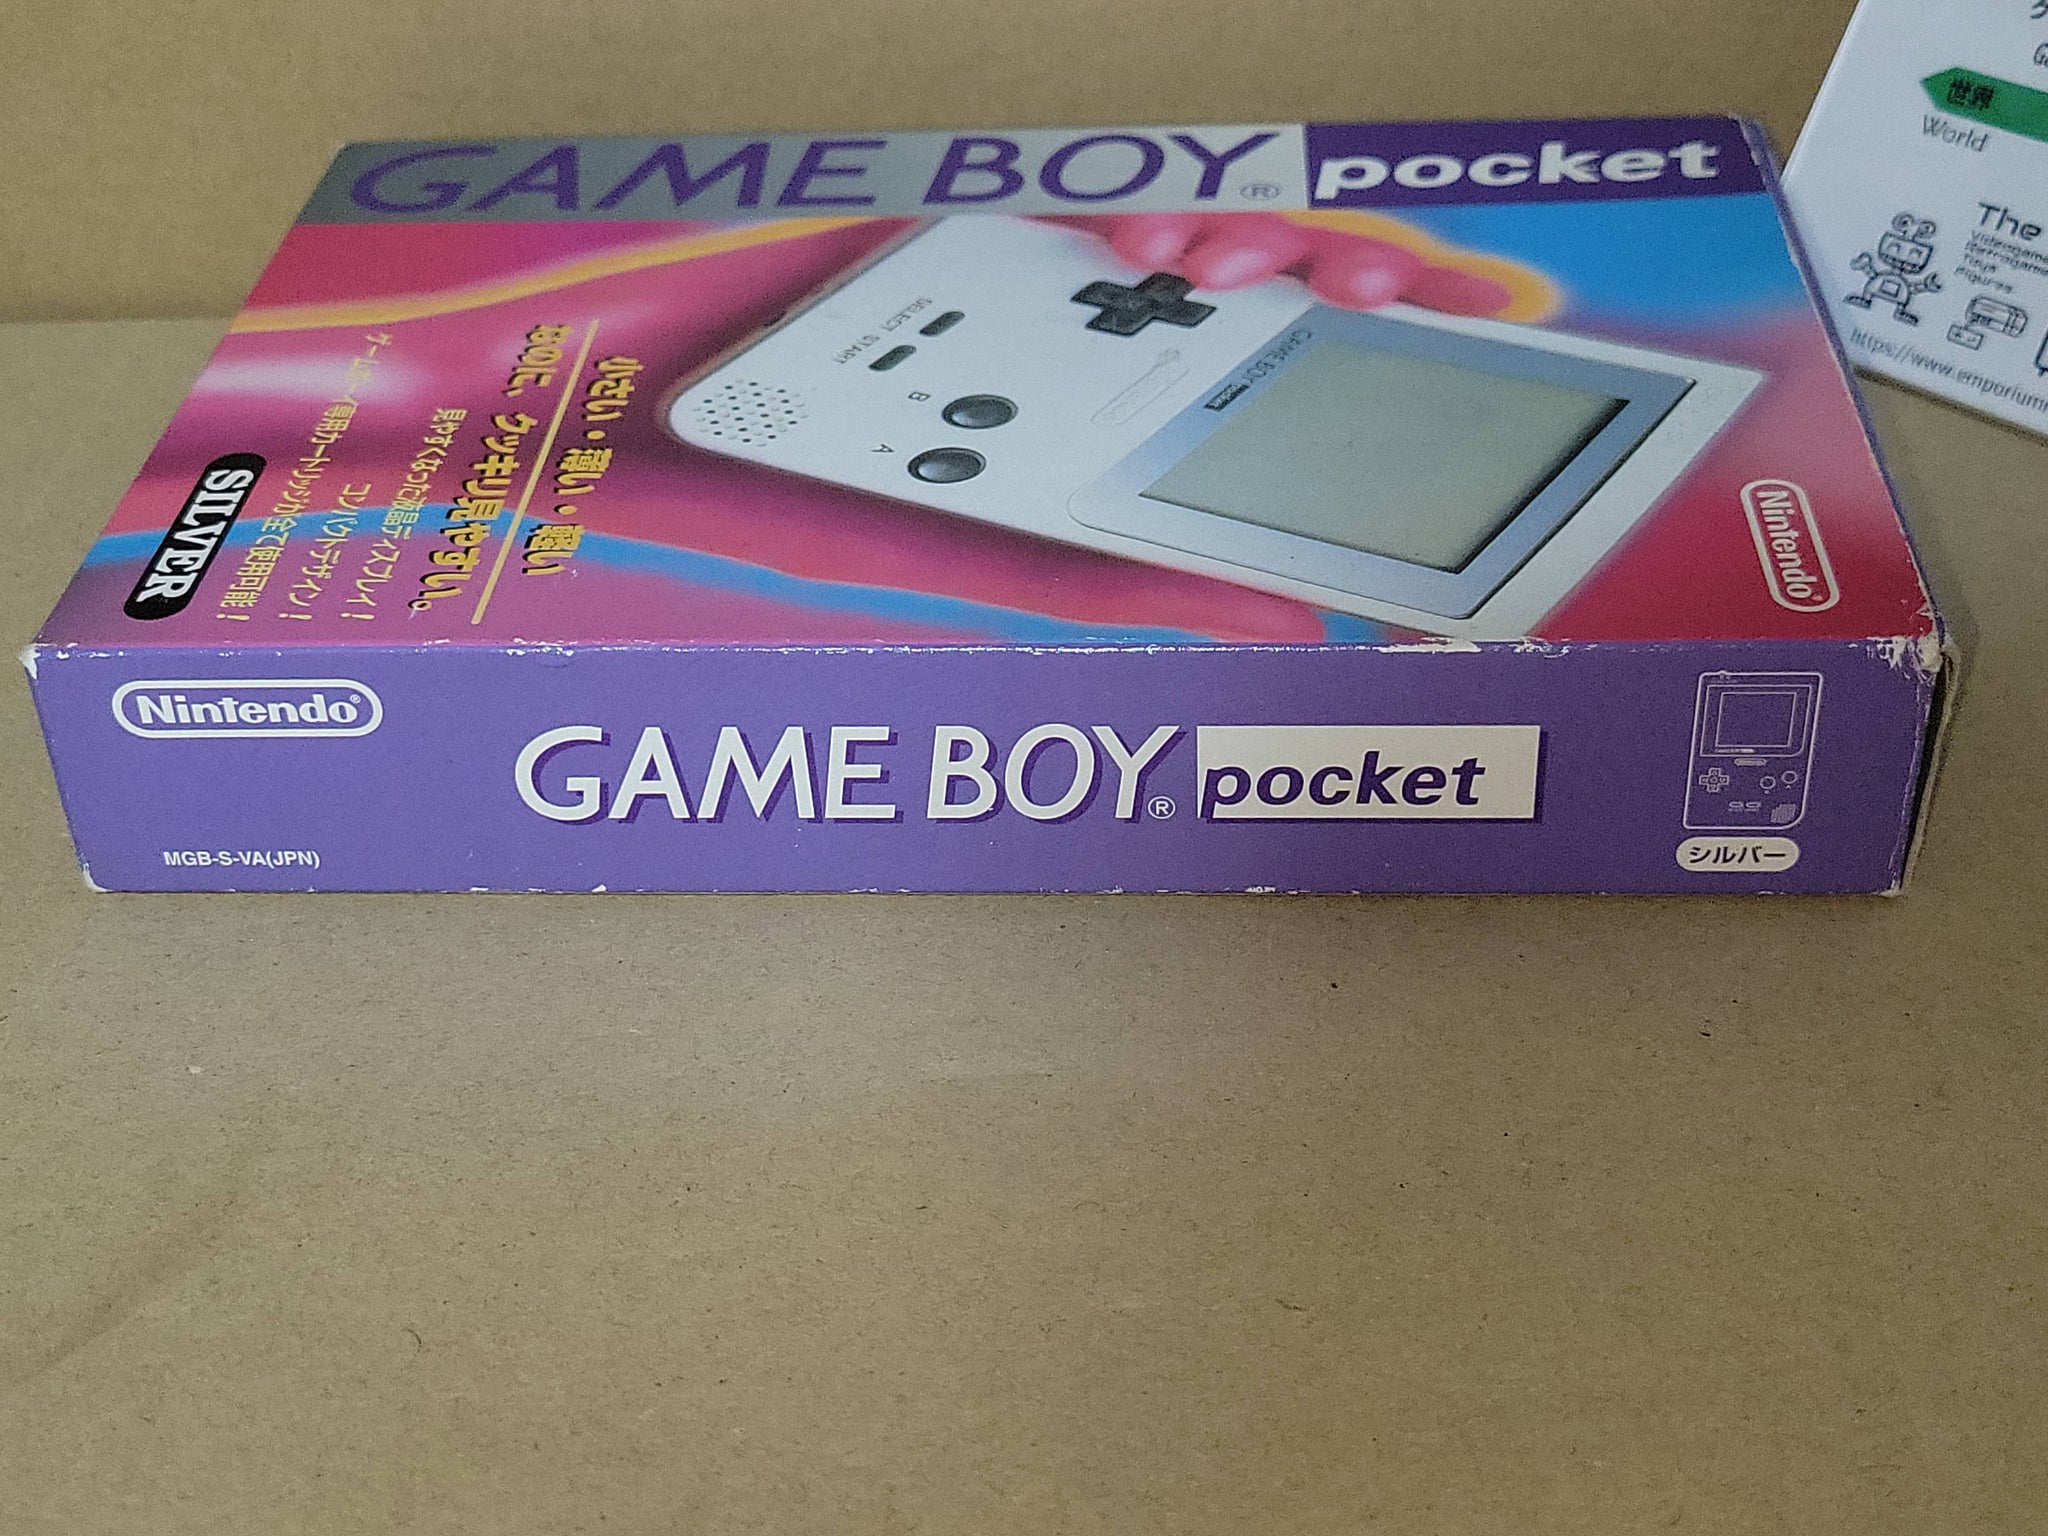 GAME BOY® pocket
小さい・薄い・軽い
なのに、クッキリ見やすい。
見やすくなった液晶ディスプレイ!
コンパクトデザイン!
ゲームボーイ専用カートリッジが全て使用可能!
SILVER
SELECT START
B
A
GAME BOY pocket
Nintendo
Nintendo®
Nintendo®
GAME BOY® pocket
MGB-S-VA(JPN)
シルバー
世界
World
The
https://www.emporium